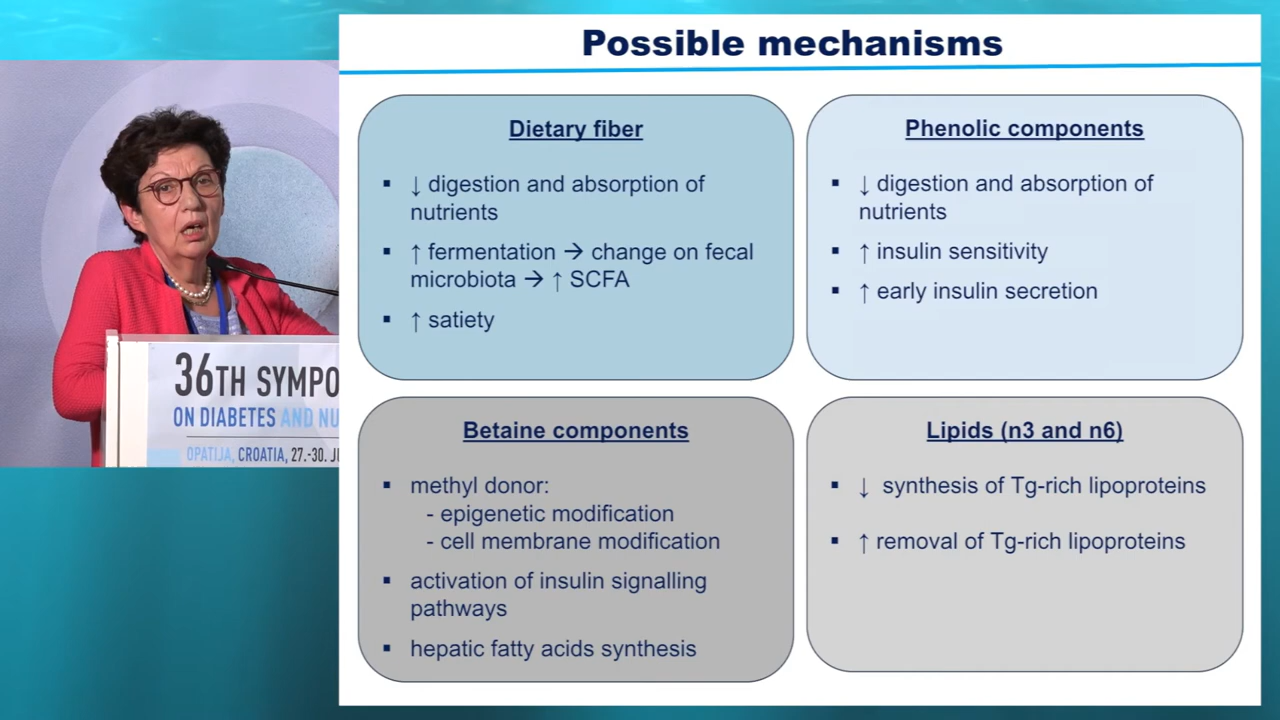 Possible mechanisms
Dietary fiber
▪ ↓ digestion and absorption of
nutrients
▪ ↑ fermentation → change on fecal
microbiota → ↑ SCFA
▪ ↑ satiety
Phenolic components
▪ ↓ digestion and absorption of
nutrients
▪ ↑ insulin sensitivity
▪ ↑ early insulin secretion
Betaine components
▪ methyl donor:
- epigenetic modification
- cell membrane modification
▪ activation of insulin signalling
pathways
▪ hepatic fatty acids synthesis
Lipids (n3 and n6)
▪ ↓ synthesis of Tg-rich lipoproteins
▪ ↑ removal of Tg-rich lipoproteins
36TH SYMPO
ON DIABETES AND NU
OPATIJA, CROATIA, 27.-30.